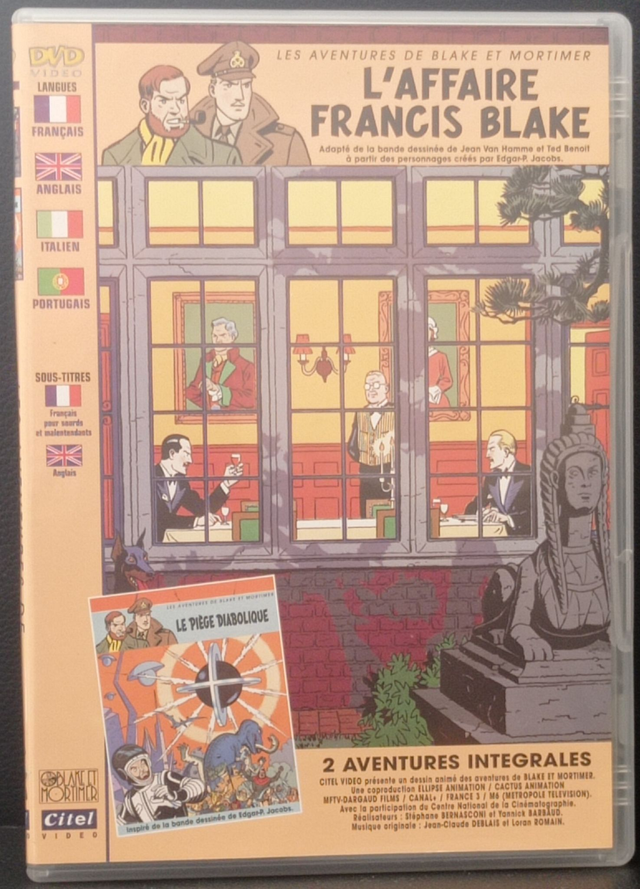 DVD
VIDEO
LANGUES
FRANÇAIS
ANGLAIS
ITALIEN
PORTUGAIS
SOUS-TITRES
Français
pour sourds
et malentendants
Anglais
LES AVENTURES DE BLAKE ET MORTIMER
L'AFFAIRE
FRANCIS BLAKE
Adapté de la bande dessinée de Jean Van Hamme et Ted Benoit
à partir des personnages créés par Edgar-P. Jacobs.
LES AVENTURES DE BLAKE ET MORTIMER
LE PIÈGE DIABOLIQUE
Inspiré de la bande dessinée de Edgar-P. Jacobs.
2 AVENTURES INTEGRALES
CITEL VIDEO présente un dessin animé des aventures de BLAKE ET MORTIMER.
Une coproduction ELLIPSE ANIMATION / CACTUS ANIMATION
MFTV-DARGAUD FILMS / CANAL+ / FRANCE 3 / M6 (METROPOLE TELEVISION).
Avec la participation du Centre National de la Cinématographie.
Réalisateurs : Stéphane BERNASCONI et Yannick BARBAUD.
Musique originale : Jean-Claude DEBLAIS et Loran ROMAIN.
BLAKE ET
MORTIMER
Citel
VIDEO